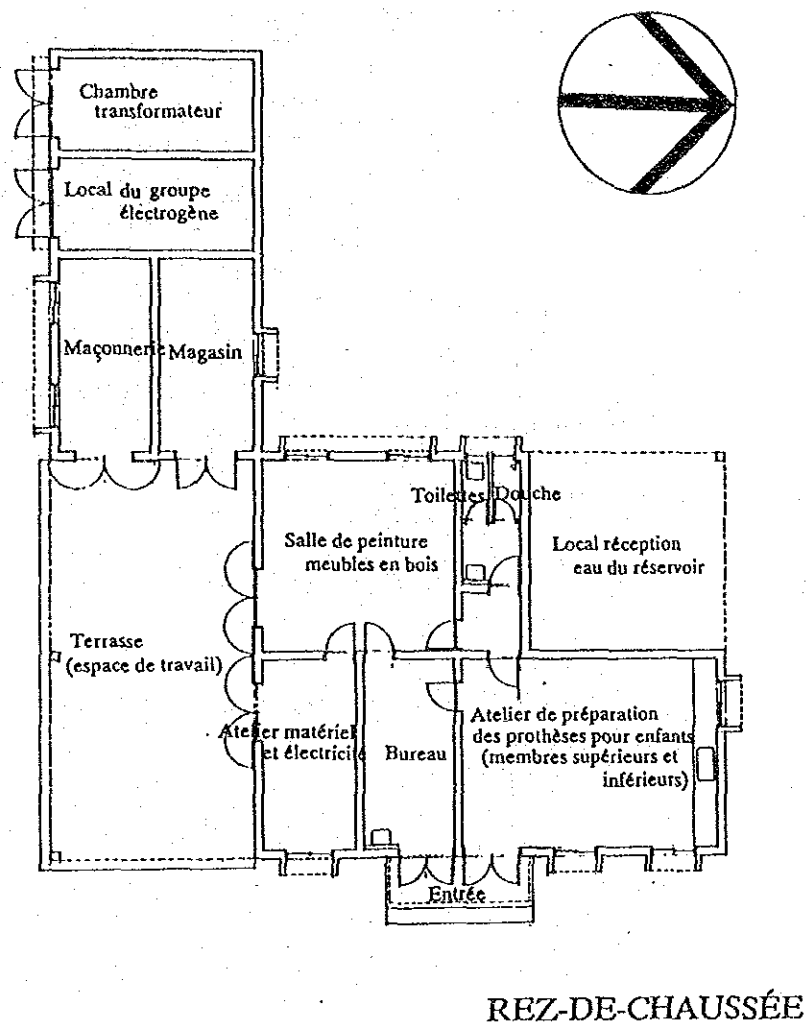 Chambre
transformateur
Local du groupe
électrogène
Maçonnerie
Magasin
Toilettes
Douche
Salle de peinture
meubles en bois
Local réception
eau du réservoir
Terrasse
(espace de travail)
Atelier matériel
et électricité
Bureau
Atelier de préparation
des prothèses pour enfants
(membres supérieurs et
inférieurs)
Entrée
REZ-DE-CHAUSSÉE